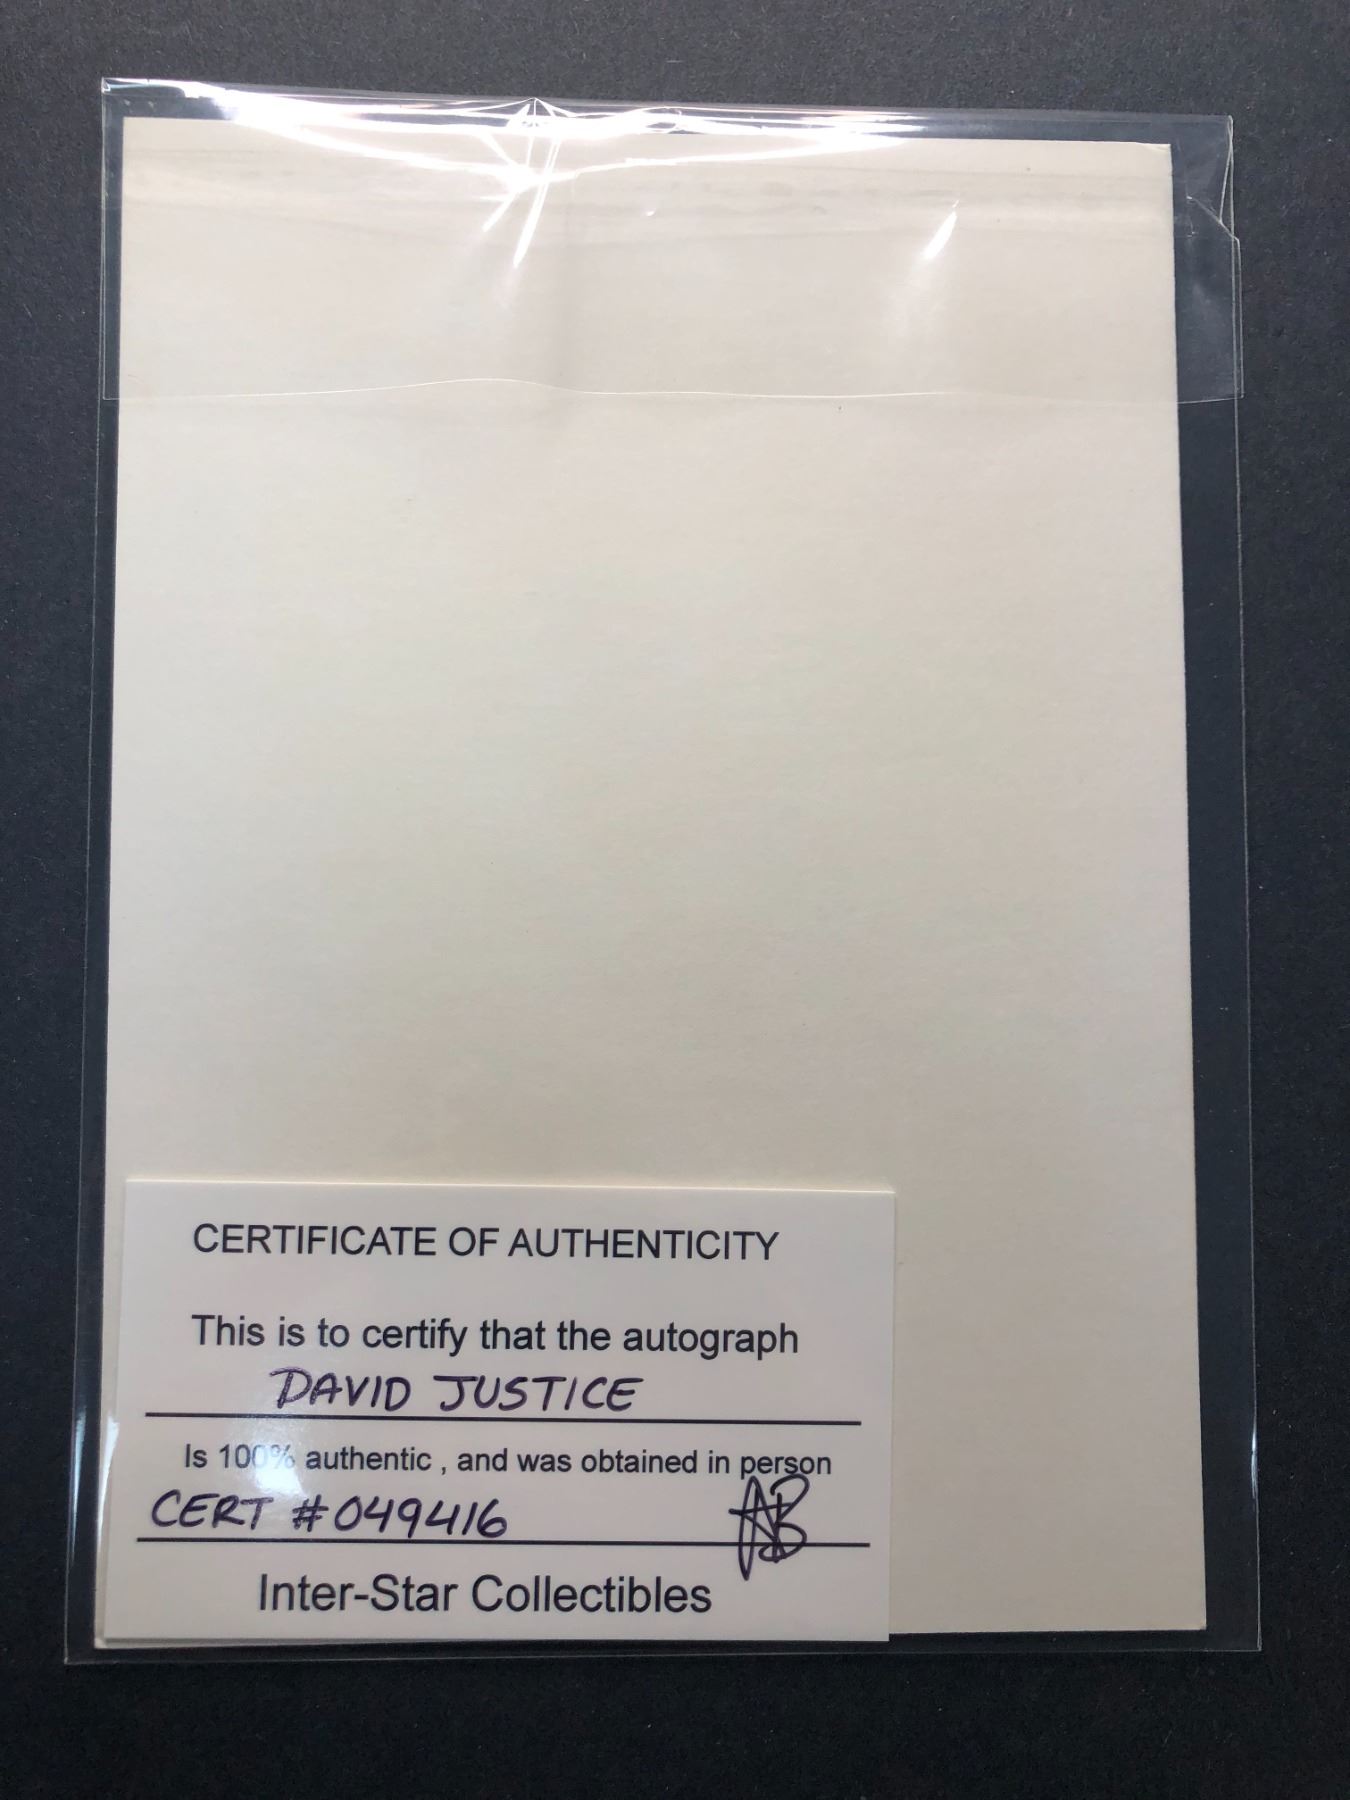 CERTIFICATE OF AUTHENTICITY
This is to certify that the autograph
DAVID JUSTICE
Is 100% authentic , and was obtained in person
CERT #049416 AB
Inter-Star Collectibles